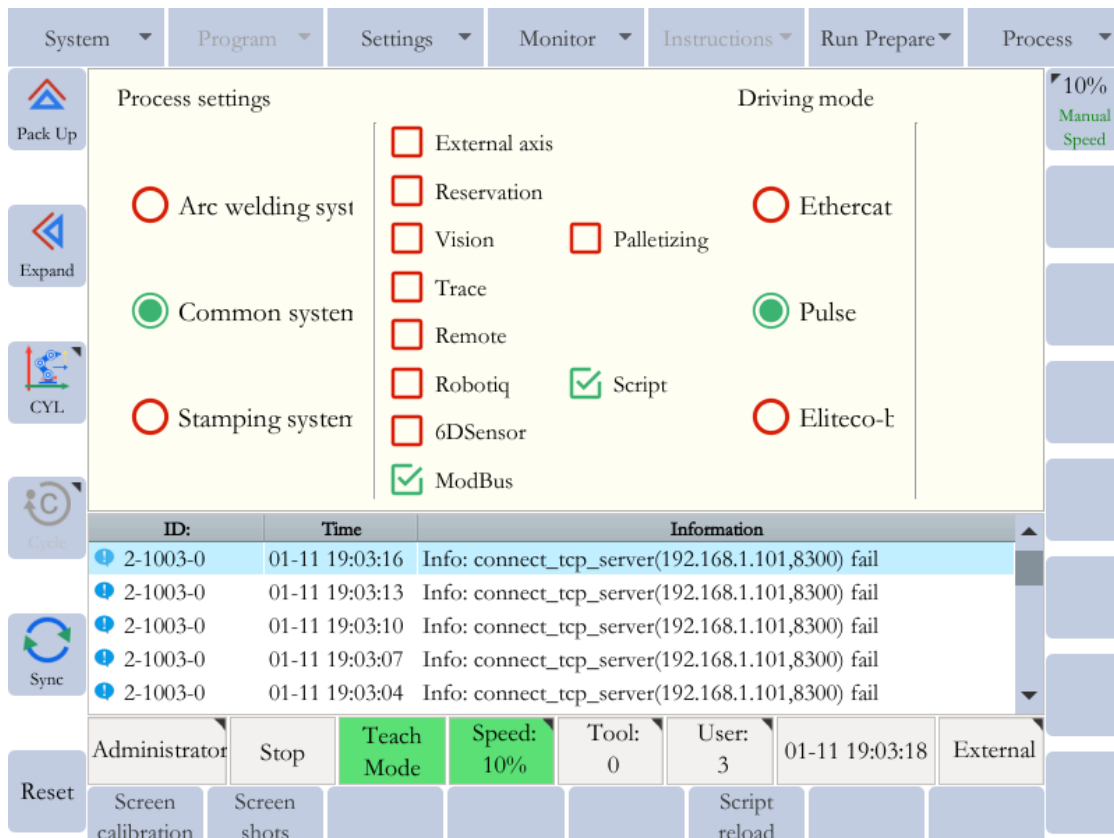 System
Program
Settings
Monitor
Instructions
Run Prepare
Process
Pack Up
Expand
CYL
Cycle
Sync
Reset
Process settings
Driving mode
Arc welding syst
Common system
Stamping system
External axis
Reservation
Vision
Palletizing
Trace
Remote
Robotiq
Script
6DSensor
ModBus
Ethercat
Pulse
Eliteco-b
10%
Manual
Speed
ID: Time Information
2-1003-0 01-11 19:03:16 Info: connect_tcp_server(192.168.1.101,8300) fail
2-1003-0 01-11 19:03:13 Info: connect_tcp_server(192.168.1.101,8300) fail
2-1003-0 01-11 19:03:10 Info: connect_tcp_server(192.168.1.101,8300) fail
2-1003-0 01-11 19:03:07 Info: connect_tcp_server(192.168.1.101,8300) fail
2-1003-0 01-11 19:03:04 Info: connect_tcp_server(192.168.1.101,8300) fail
Administrator
Stop
Teach
Mode
Speed:
10%
Tool:
0
User:
3
01-11 19:03:18
External
Screen
calibration
Screen
shots
Script
reload